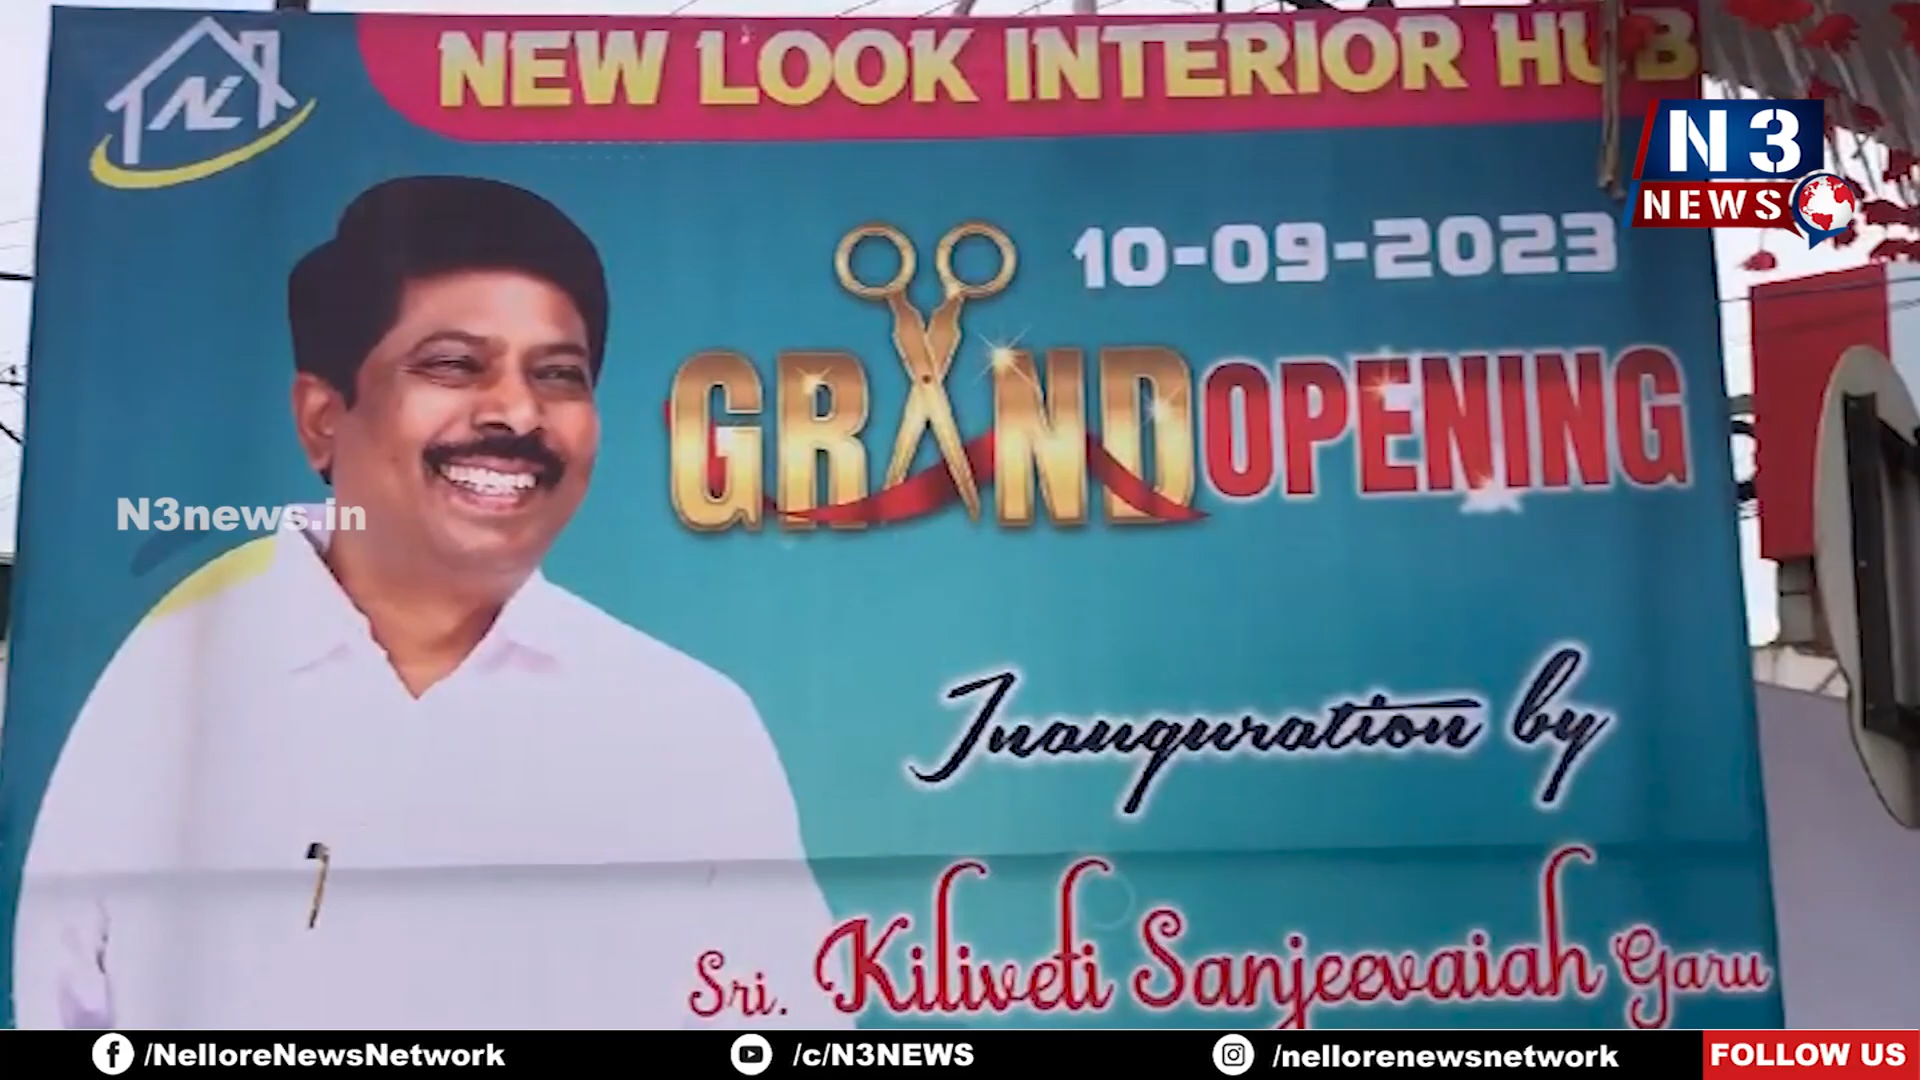 NEW LOOK INTERIOR HUB
Ni
N3
NEWS
10-09-2023
GRAND OPENING
N3news.in
Inauguration by
Sri. Kiliveti Sanjeevaiah Garu
/NelloreNewsNetwork
/c/N3NEWS
/nellorenewsnetwork
FOLLOW US